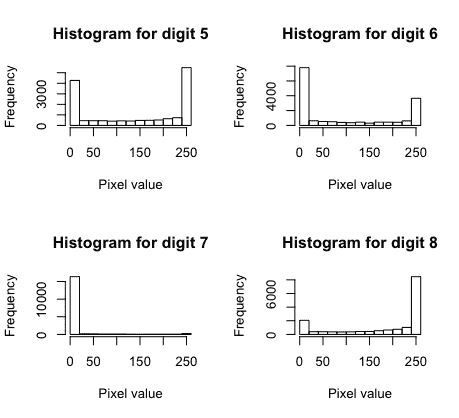 Histogram for digit 5
Frequency
3000
0
0 50 150 250
Pixel value
Histogram for digit 6
Frequency
4000
0
0 50 150 250
Pixel value
Histogram for digit 7
Frequency
10000
0
0 50 150 250
Pixel value
Histogram for digit 8
Frequency
6000
0
0 50 150 250
Pixel value